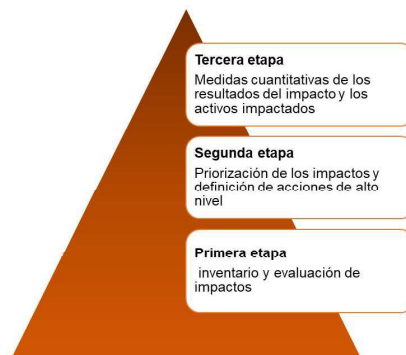 Tercera etapa
Medidas cuantitativas de los
resultados del impacto y los
activos impactados
Segunda etapa
Priorización de los impactos y
definición de acciones de alto
nivel
Primera etapa
inventario y evaluación de
impactos